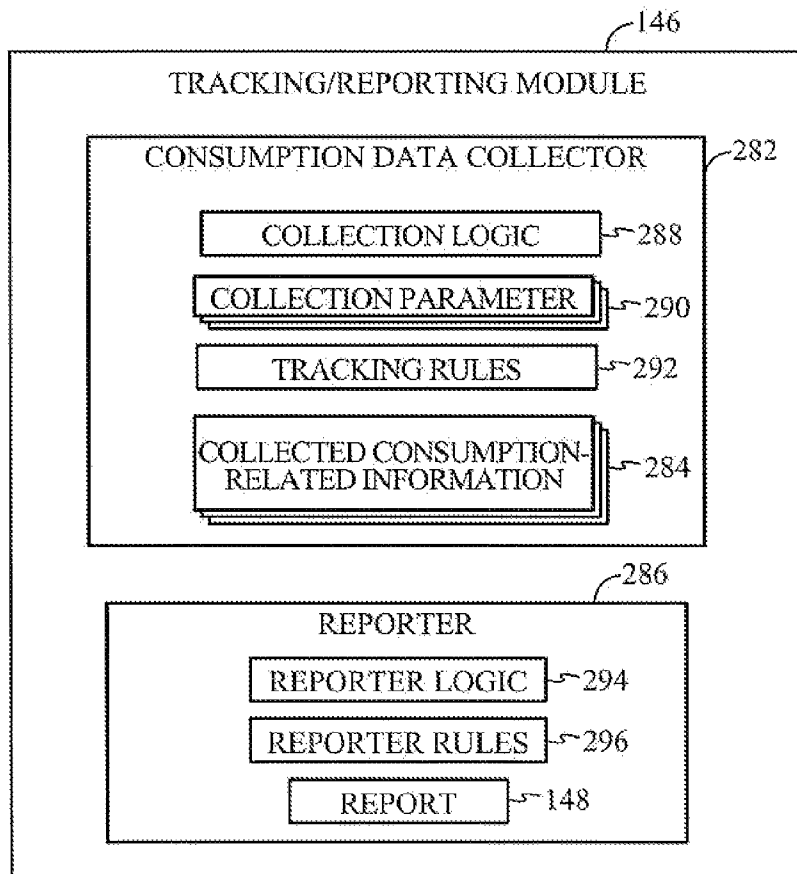 146
TRACKING/REPORTING MODULE
CONSUMPTION DATA COLLECTOR
282
COLLECTION LOGIC
288
COLLECTION PARAMETER
290
TRACKING RULES
292
COLLECTED CONSUMPTION-
RELATED INFORMATION
284
286
REPORTER
REPORTER LOGIC
294
REPORTER RULES
296
REPORT
148